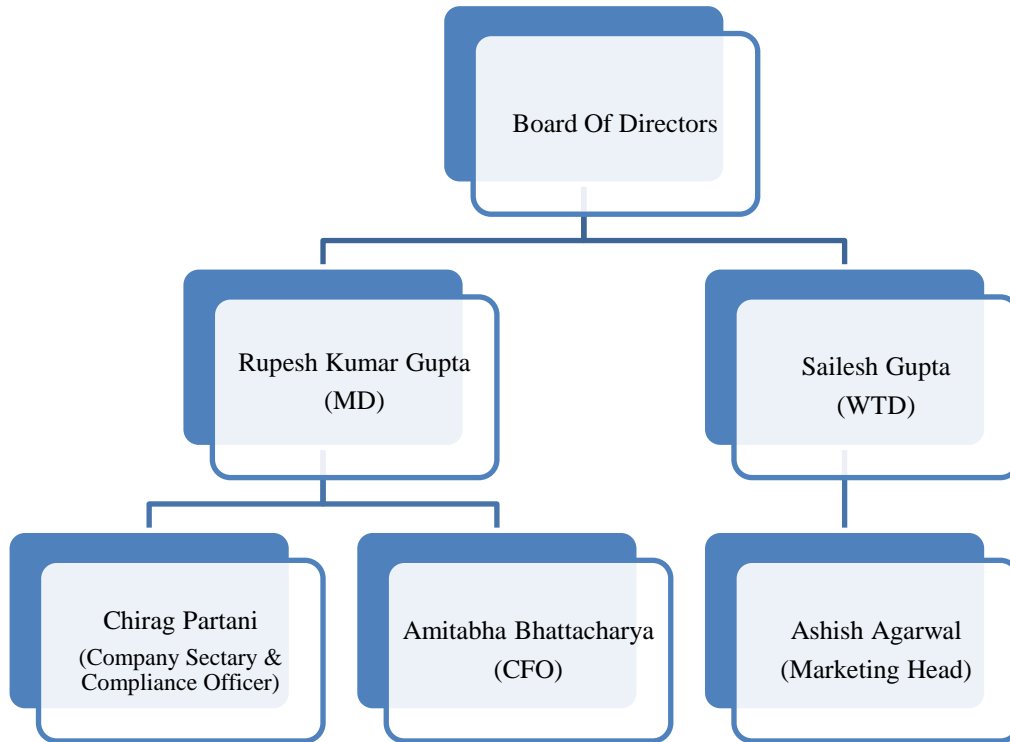 Board Of Directors
Rupesh Kumar Gupta
(MD)
Sailesh Gupta
(WTD)
Chirag Partani
(Company Sectary &
Compliance Officer)
Amitabha Bhattacharya
(CFO)
Ashish Agarwal
(Marketing Head)